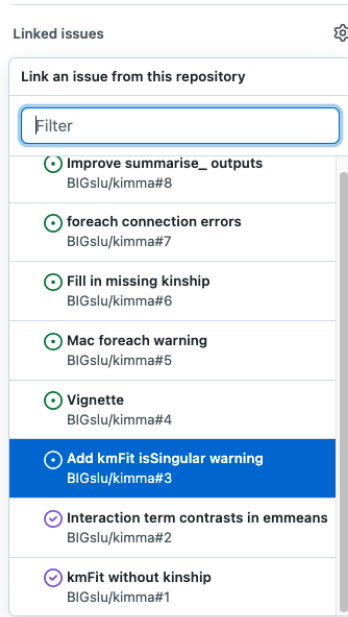 Linked issues
Link an issue from this repository
Filter
Improve summarise_ outputs
BIGslu/kimma#8
foreach connection errors
BIGslu/kimma#7
Fill in missing kinship
BIGslu/kimma#6
Mac foreach warning
BIGslu/kimma#5
Vignette
BIGslu/kimma#4
Add kmFit isSingular warning
BIGslu/kimma#3
Interaction term contrasts in emmeans
BIGslu/kimma#2
kmFit without kinship
BIGslu/kimma#1